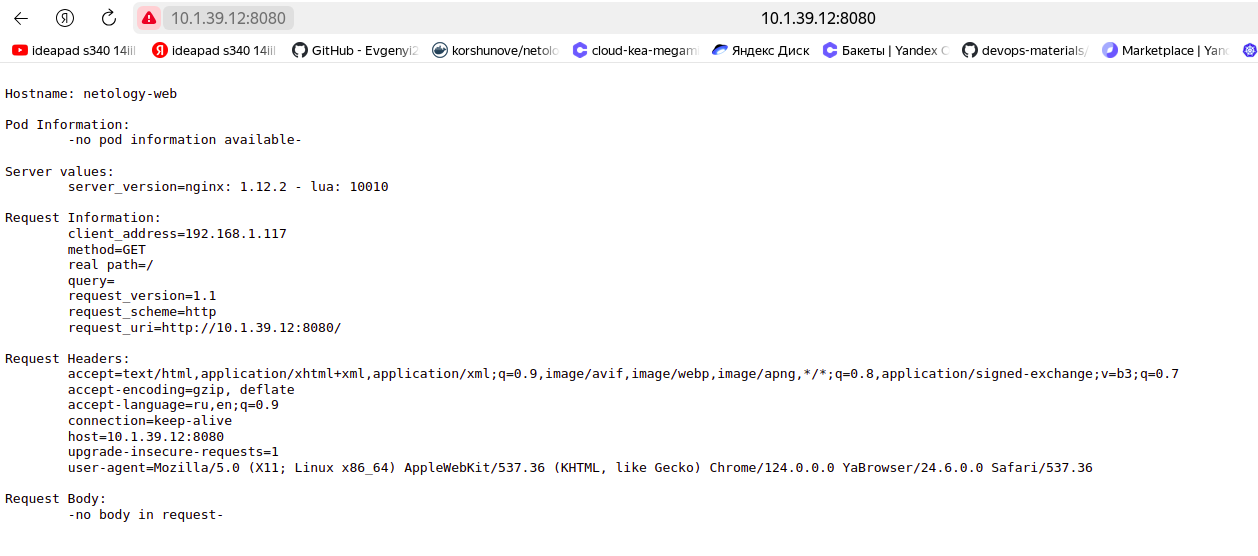 10.1.39.12:8080
10.1.39.12:8080
ideapad s340 14iil
ideapad s340 14iil
GitHub - Evgenyi2
korshunove/netolo
cloud-kea-megami
Яндекс Диск
Бакеты | Yandex C
devops-materials/
Marketplace | Yan
Hostname: netology-web
Pod Information:
-no pod information available-
Server values:
server_version=nginx: 1.12.2 - lua: 10010
Request Information:
client_address=192.168.1.117
method=GET
real path=/
query=
request_version=1.1
request_scheme=http
request_uri=http://10.1.39.12:8080/
Request Headers:
accept=text/html,application/xhtml+xml,application/xml;q=0.9,image/avif,image/webp,image/apng,*/*;q=0.8,application/signed-exchange;v=b3;q=0.7
accept-encoding=gzip, deflate
accept-language=ru,en;q=0.9
connection=keep-alive
host=10.1.39.12:8080
upgrade-insecure-requests=1
user-agent=Mozilla/5.0 (X11; Linux x86_64) AppleWebKit/537.36 (KHTML, like Gecko) Chrome/124.0.0.0 YaBrowser/24.6.0.0 Safari/537.36
Request Body:
-no body in request-